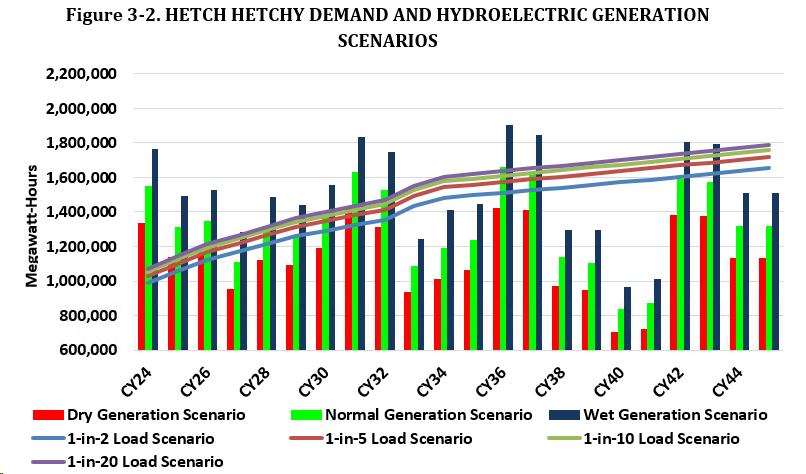 Figure 3-2. HETCH HETCHY DEMAND AND HYDROELECTRIC GENERATION
SCENARIOS
2,200,000
2,000,000
1,800,000
1,600,000
1,400,000
1,200,000
1,000,000
800,000
600,000
Megawatt-Hours
CY24 CY26 CY28 CY30 CY32 CY34 CY36 CY38 CY40 CY42 CY44
Dry Generation Scenario Normal Generation Scenario Wet Generation Scenario
1-in-2 Load Scenario 1-in-5 Load Scenario 1-in-10 Load Scenario
1-in-20 Load Scenario